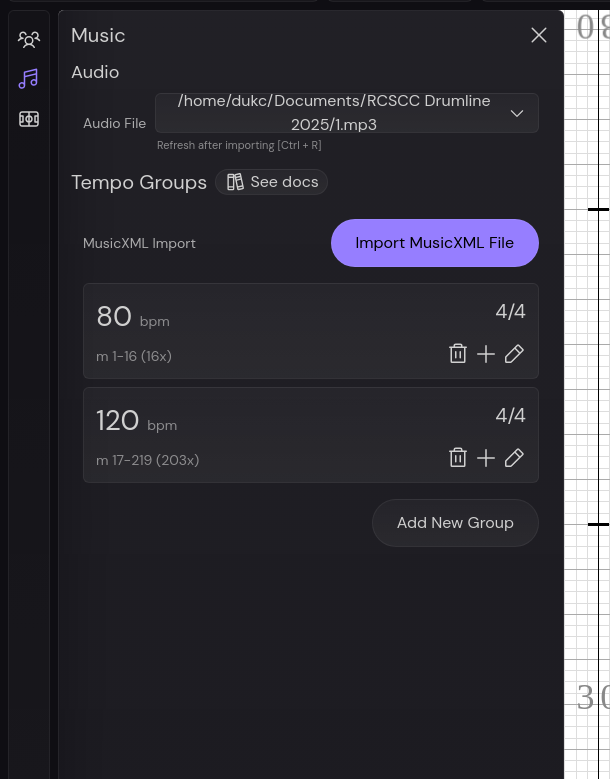 Music
Audio
Audio File
/home/dukc/Documents/RCSCC Drumline
2025/1.mp3
Refresh after importing [Ctrl + R]
Tempo Groups
See docs
MusicXML Import
Import MusicXML File
80 bpm
4/4
m 1-16 (16x)
120 bpm
4/4
m 17-219 (203x)
Add New Group
3 0